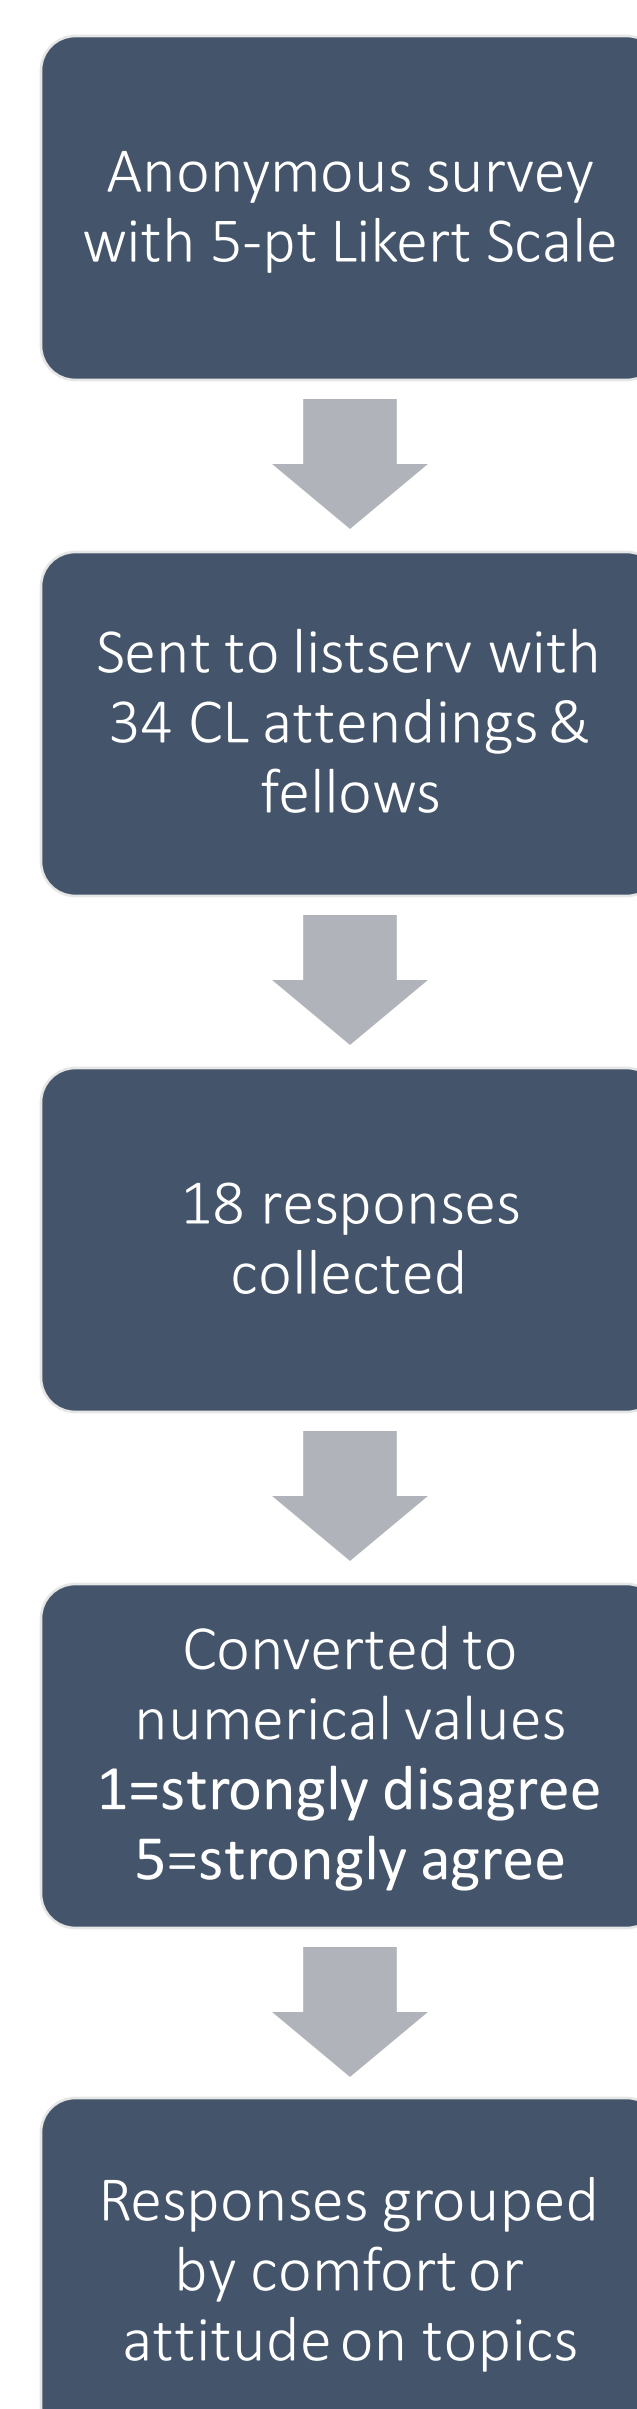 Anonymous survey
with 5-pt Likert Scale
Sent to listserv with
34 CL attendings &
fellows
18 responses
collected
Converted to
numerical values
1=strongly disagree
5=strongly agree
Responses grouped
by comfort or
attitude on topics